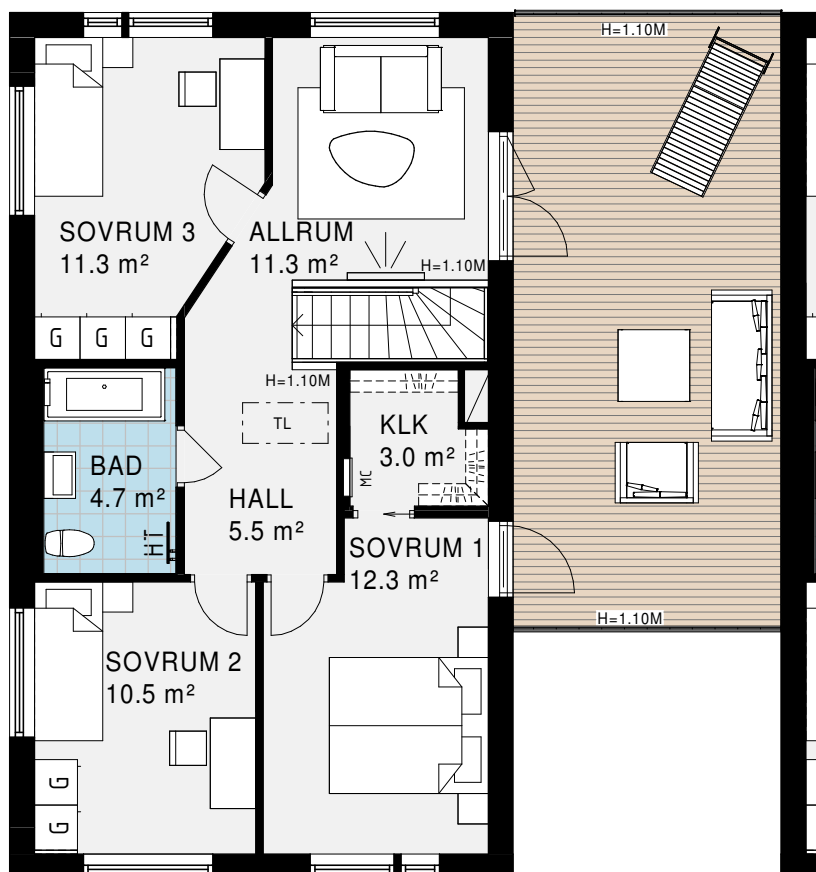 H=1.10M
SOVRUM 3
11.3 m²
ALLRUM
11.3 m²
H=1.10M
G G G
H=1.10M
TL
KLK
3.0 m²
MC
BAD
4.7 m²
HT
HALL
5.5 m²
SOVRUM 1
12.3 m²
H=1.10M
SOVRUM 2
10.5 m²
G
G